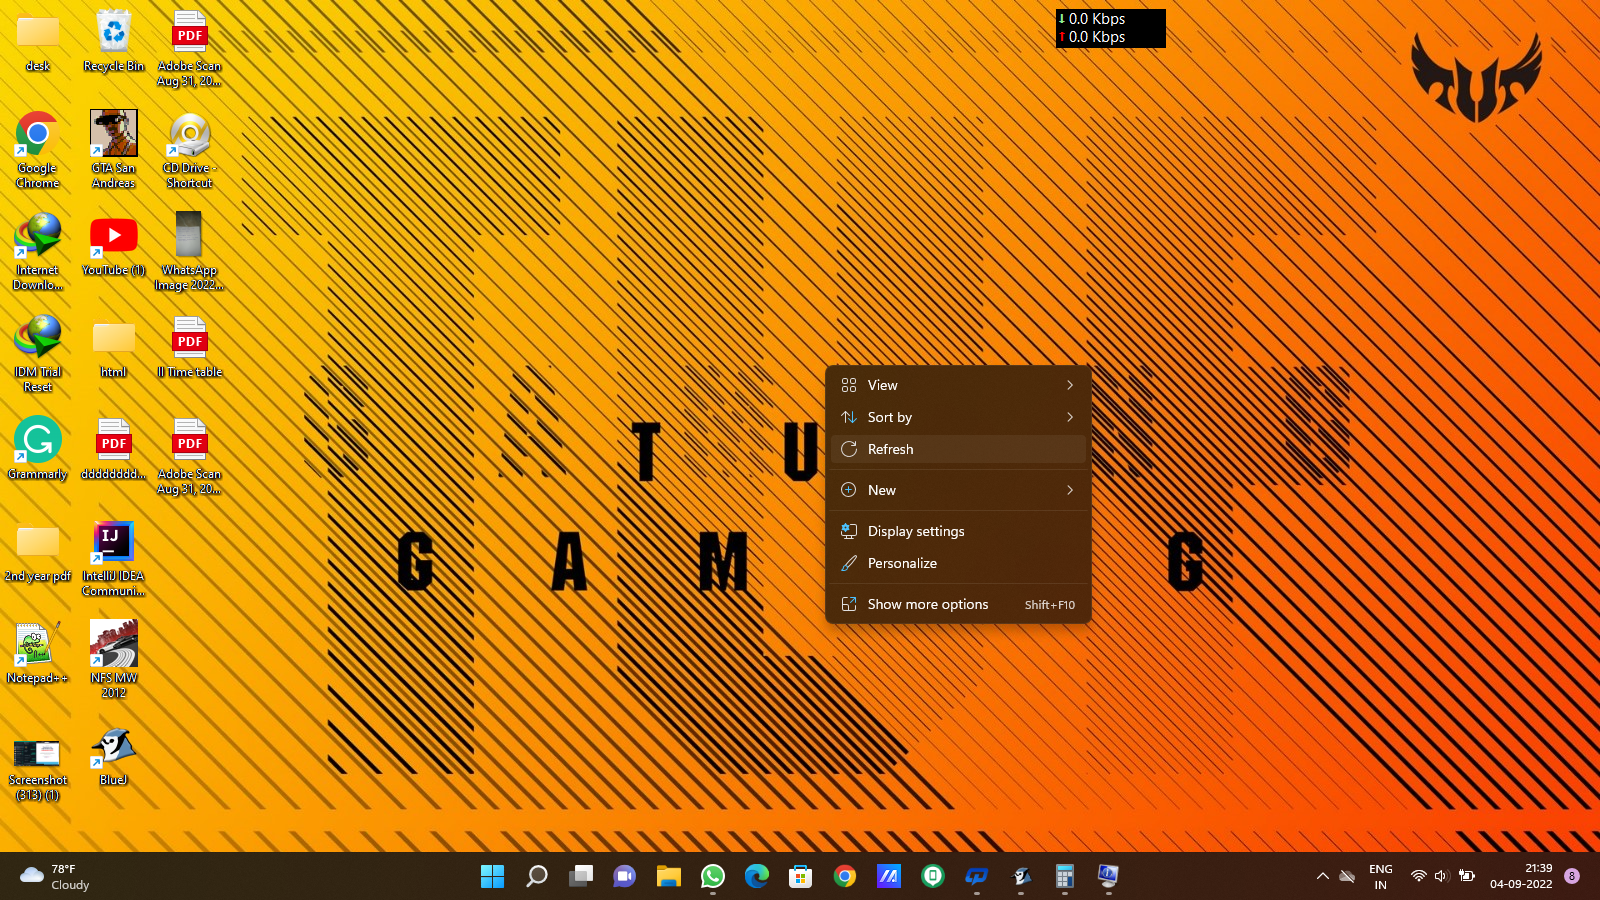 desk
Recycle Bin
PDF
Adobe Scan
Aug 31, 20...
0.0 Kbps
0.0 Kbps
Google
Chrome
GTA San
Andreas
CD Drive -
Shortcut
Internet
Downlo...
YouTube (1)
WhatsApp
Image 2022...
IDM Trial
Reset
html
PDF
II Time table
Grammarly
PDF
dddddddd...
PDF
Adobe Scan
Aug 31, 20...
2nd year pdf
IJ
IntelliJ IDEA
Communi...
Notepad++
NFS MW
2012
Screenshot
(313) (1)
BlueJ
T U
G A M G
View
Sort by
Refresh
New
Display settings
Personalize
Show more options Shift+F10
78°F
Cloudy
ENG
IN
21:39
04-09-2022
8